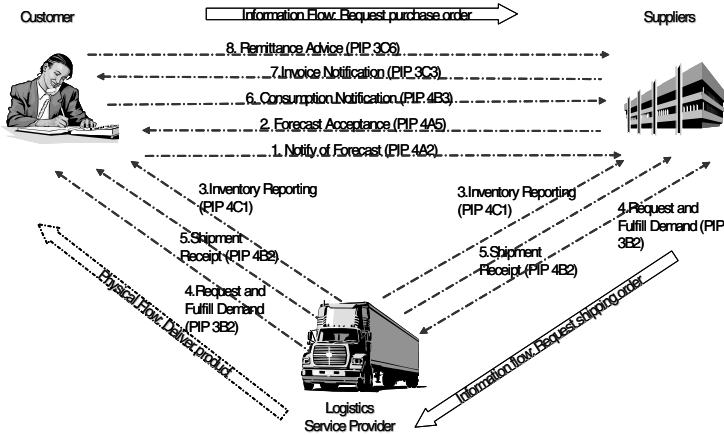 Customer
Information Flow: Request purchase order
Suppliers
8. Remittance Advice (PIP 3C6)
7.Invoice Notification (PIP 3C3)
6. Consumption Notification (PIP 4B3)
2. Forecast Acceptance (PIP 4A5)
1. Notify of Forecast (PIP 4A2)
3.Inventory Reporting
(PIP 4C1)
3.Inventory Reporting
(PIP 4C1)
4.Request and
Fulfill Demand (PIP
3B2)
5.Shipment
Receipt (PIP 4B2)
5.Shipment
Receipt (PIP 4B2)
4.Request and
Fulfill Demand
(PIP 3B2)
Physical Flow: Deliver product
Information flow: Request shipping order
Logistics
Service Provider